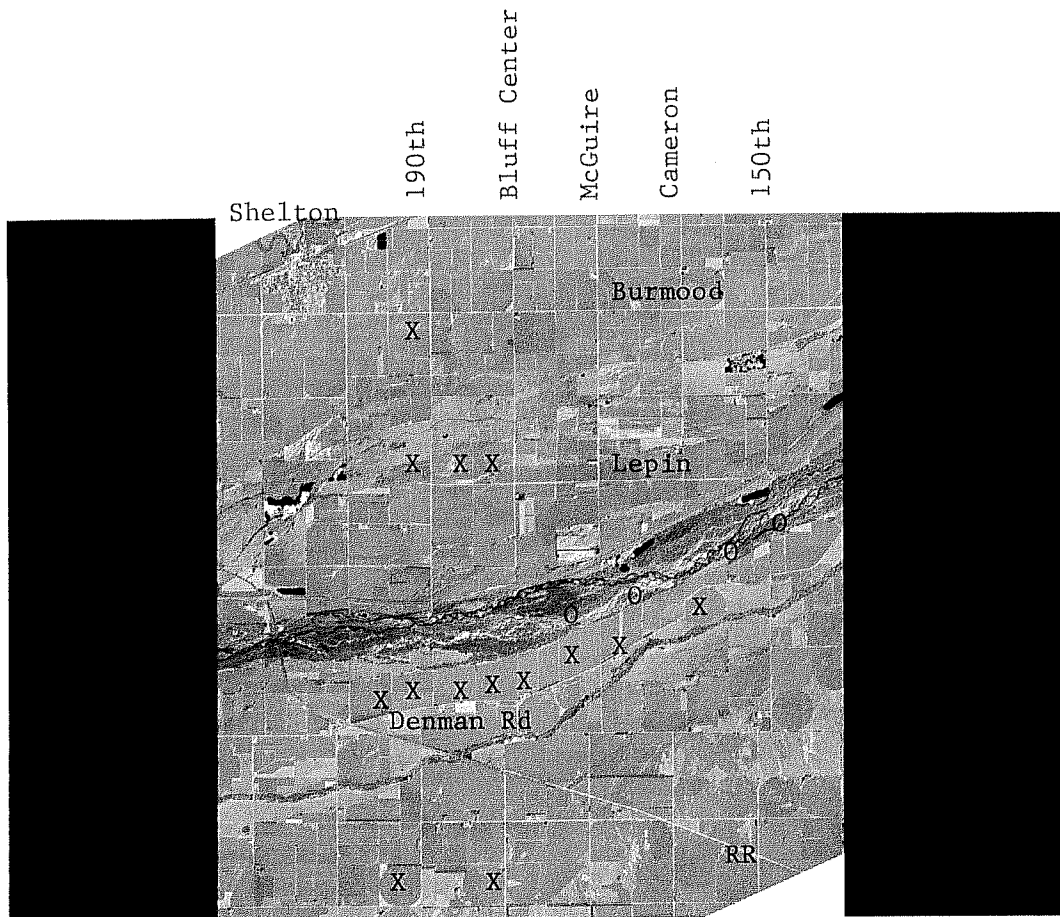 190th
Bluff Center
McGuire
Cameron
150th
Shelton
Burmood
X
X X X Lepin
O
O
O O
X
X
X
X X X X X
Denman Rd
RR
X X